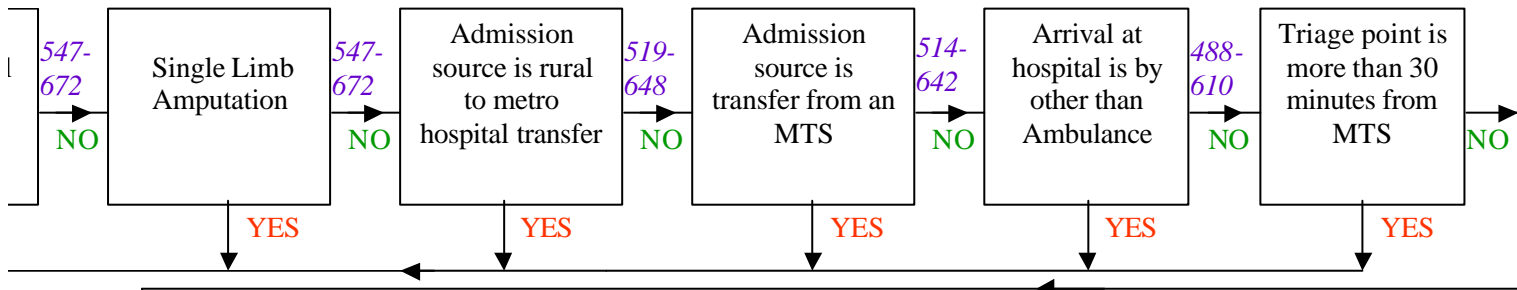 l
547-
672
NO
Single Limb
Amputation
YES
547-
672
NO
Admission
source is rural
to metro
hospital transfer
YES
519-
648
NO
Admission
source is
transfer from an
MTS
YES
514-
642
NO
Arrival at
hospital is by
other than
Ambulance
YES
488-
610
NO
Triage point is
more than 30
minutes from
MTS
YES
NO